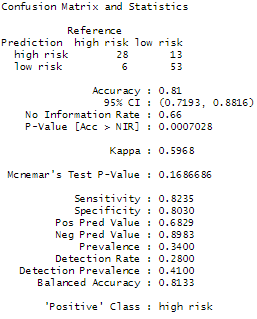 Confusion Matrix and Statistics
Reference
Prediction high risk low risk
high risk 28 13
low risk 6 53
Accuracy : 0.81
95% CI : (0.7193, 0.8816)
No Information Rate : 0.66
P-Value [Acc > NIR] : 0.0007028
Kappa : 0.5968
Mcnemar's Test P-Value : 0.1686686
Sensitivity : 0.8235
Specificity : 0.8030
Pos Pred Value : 0.6829
Neg Pred Value : 0.8983
Prevalence : 0.3400
Detection Rate : 0.2800
Detection Prevalence : 0.4100
Balanced Accuracy : 0.8133
'Positive' Class : high risk